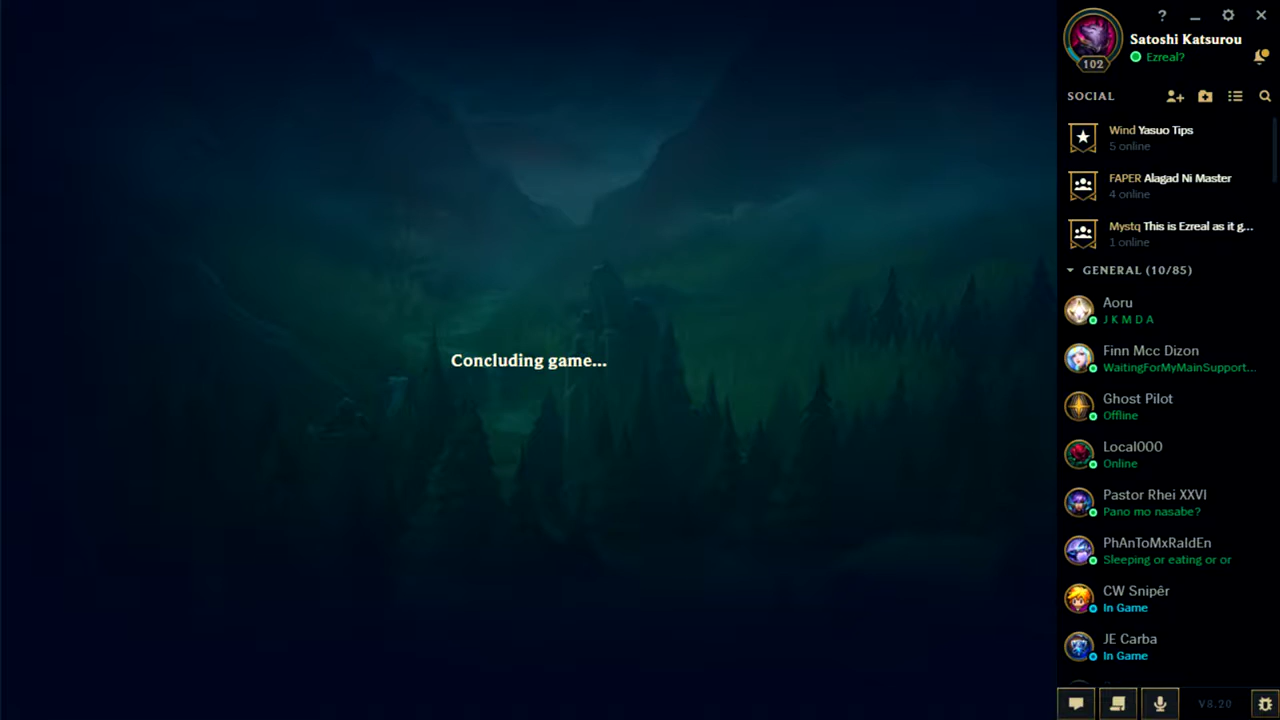 Satoshi Katsurou
102
Ezreal?
SOCIAL
Wind Yasuo Tips
5 online
FAPER Alagad Ni Master
4 online
Mystq This is Ezreal as it g...
1 online
GENERAL (10/85)
Aoru
J K M D A
Finn Mcc Dizon
WaitingForMyMainSupport...
Concluding game...
Ghost Pilot
Offline
Local000
Online
Pastor Rhei XXVI
Pano mo nasabe?
PhAnToMxRaIdEn
Sleeping or eating or or
CW Snipêr
In Game
JE Carba
In Game
V8.20